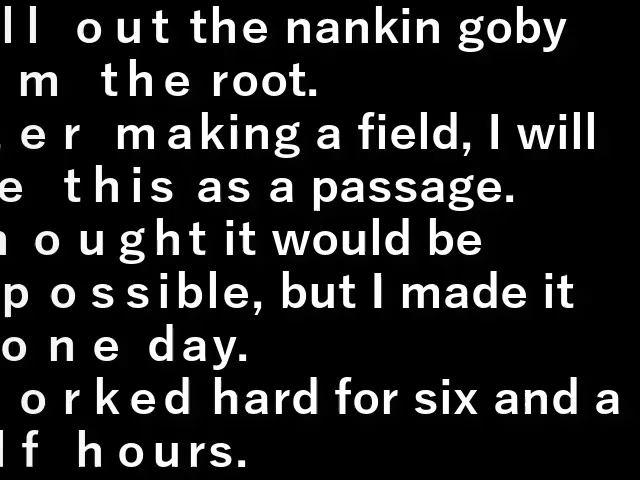 ll out the nankin goby
m the root.
er making a field, I will
e this as a passage.
ought it would be
possible, but I made it
one day.
orked hard for six and a
lf hours.